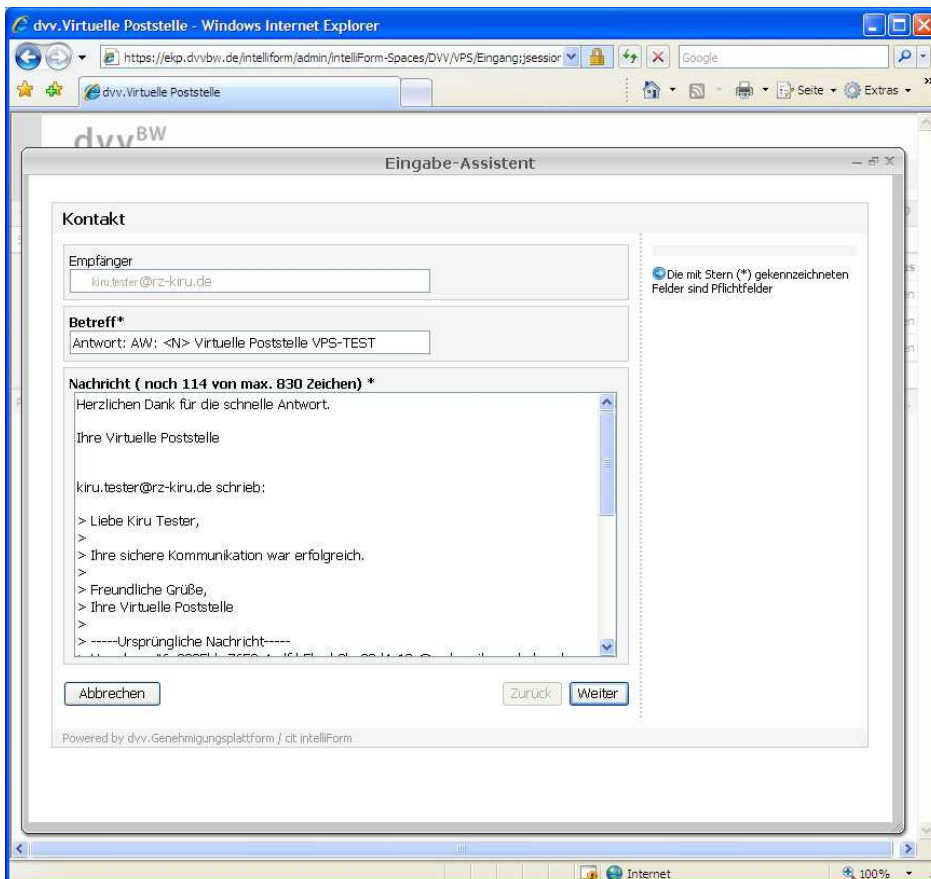 dvv.Virtuelle Poststelle - Windows Internet Explorer
https://ekp.dvvbw.de/intelliform/admin/intelliForm-Spaces/DVV/VPS/Eingang;jsessior
Google
dvv.Virtuelle Poststelle
Seite
Extras
dvv BW
Eingabe-Assistent
Kontakt
Empfänger
kiru.tester@rz-kiru.de
Die mit Stern (*) gekennzeichneten
Felder sind Pflichtfelder
Betreff*
Antwort: AW: <N> Virtuelle Poststelle VPS-TEST
Nachricht ( noch 114 von max. 830 Zeichen) *
Herzlichen Dank für die schnelle Antwort.
Ihre Virtuelle Poststelle
kiru.tester@rz-kiru.de schrieb:
> Liebe Kiru Tester,
>
> Ihre sichere Kommunikation war erfolgreich.
>
> Freundliche Grüße,
> Ihre Virtuelle Poststelle
>
> -----Ursprüngliche Nachricht-----
Abbrechen
Zurück
Weiter
Powered by dvv.Genehmigungsplattform / cit intelliForm
Internet
100%